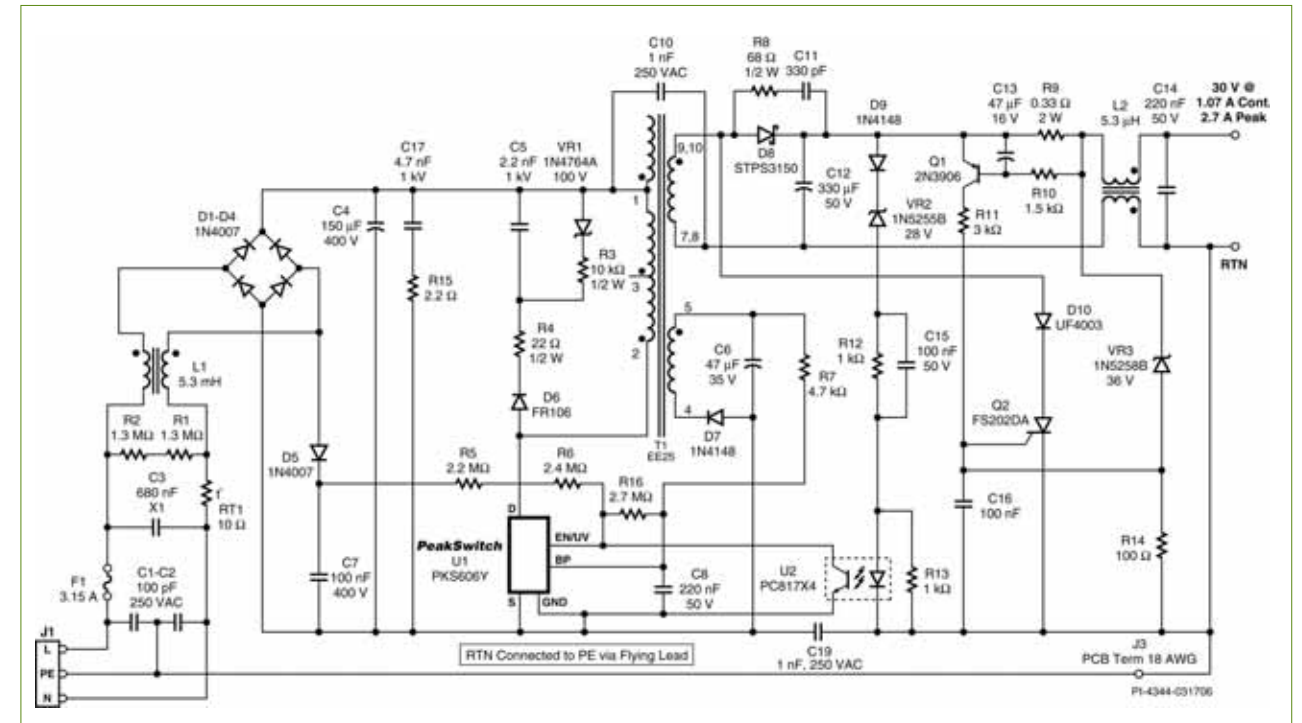 C10
1 nF
250 VAC
R8
68 Ω
1/2 W
C11
330 pF
D8
STPS3150
9,10
7,8
C12
330 µF
50 V
D9
1N4148
VR2
1N5255B
28 V
Q1
2N3906
R11
3 kΩ
C13
47 µF
16 V
R9
0.33 Ω
2 W
R10
1.5 kΩ
L2
5.3 µH
C14
220 nF
50 V
30 V @
1.07 A Cont.
2.7 A Peak
RTN
C17
4.7 nF
1 kV
C5
2.2 nF
1 kV
VR1
1N4764A
100 V
D1-D4
1N4007
C4
150 µF
400 V
R15
2.2 Ω
R3
10 kΩ
1/2 W
1
3
2
R4
22 Ω
1/2 W
D6
FR106
5
4
C6
47 µF
35 V
D7
1N4148
T1
EE25
R7
4.7 kΩ
R12
1 kΩ
C15
100 nF
50 V
D10
UF4003
VR3
1N5258B
36 V
Q2
FS202DA
L1
5.3 mH
R2
1.3 MΩ
R1
1.3 MΩ
C3
680 nF
X1
t°
RT1
10 Ω
D5
1N4007
R5
2.2 MΩ
R6
2.4 MΩ
R16
2.7 MΩ
D
PeakSwitch
U1
PKS606Y
EN/UV
BP
S
GND
C8
220 nF
50 V
U2
PC817X4
R13
1 kΩ
C16
100 nF
R14
100 Ω
C7
100 nF
400 V
F1
3.15 A
C1-C2
100 pF
250 VAC
J1
L
PE
N
RTN Connected to PE via Flying Lead
C19
1 nF, 250 VAC
J3
PCB Term 18 AWG
PI-4344-031706